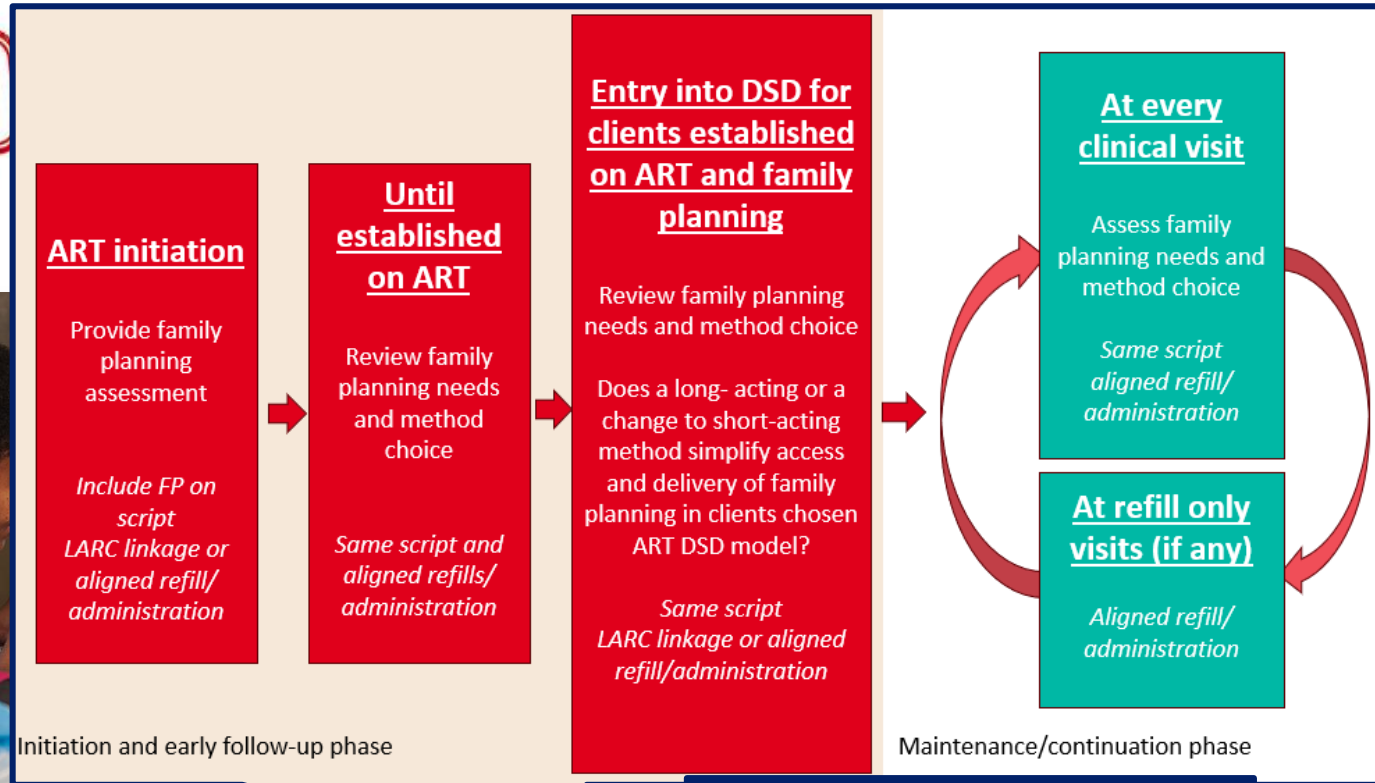 ART initiation
Provide family
planning
assessment
Include FP on
script
LARC linkage or
aligned refill/
administration
Until
established
on ART
Review family
planning needs
and method
choice
Same script and
aligned refills/
administration
Entry into DSD for
clients established
on ART and family
planning
Review family planning
needs and method choice
Does a long- acting or a
change to short-acting
method simplify access
and delivery of family
planning in clients chosen
ART DSD model?
Same script
LARC linkage or aligned
refill/administration
Initiation and early follow-up phase
At every
clinical visit
Assess family
planning needs and
method choice
Same script
aligned refill/
administration
At refill only
visits (if any)
Aligned refill/
administration
Maintenance/continuation phase